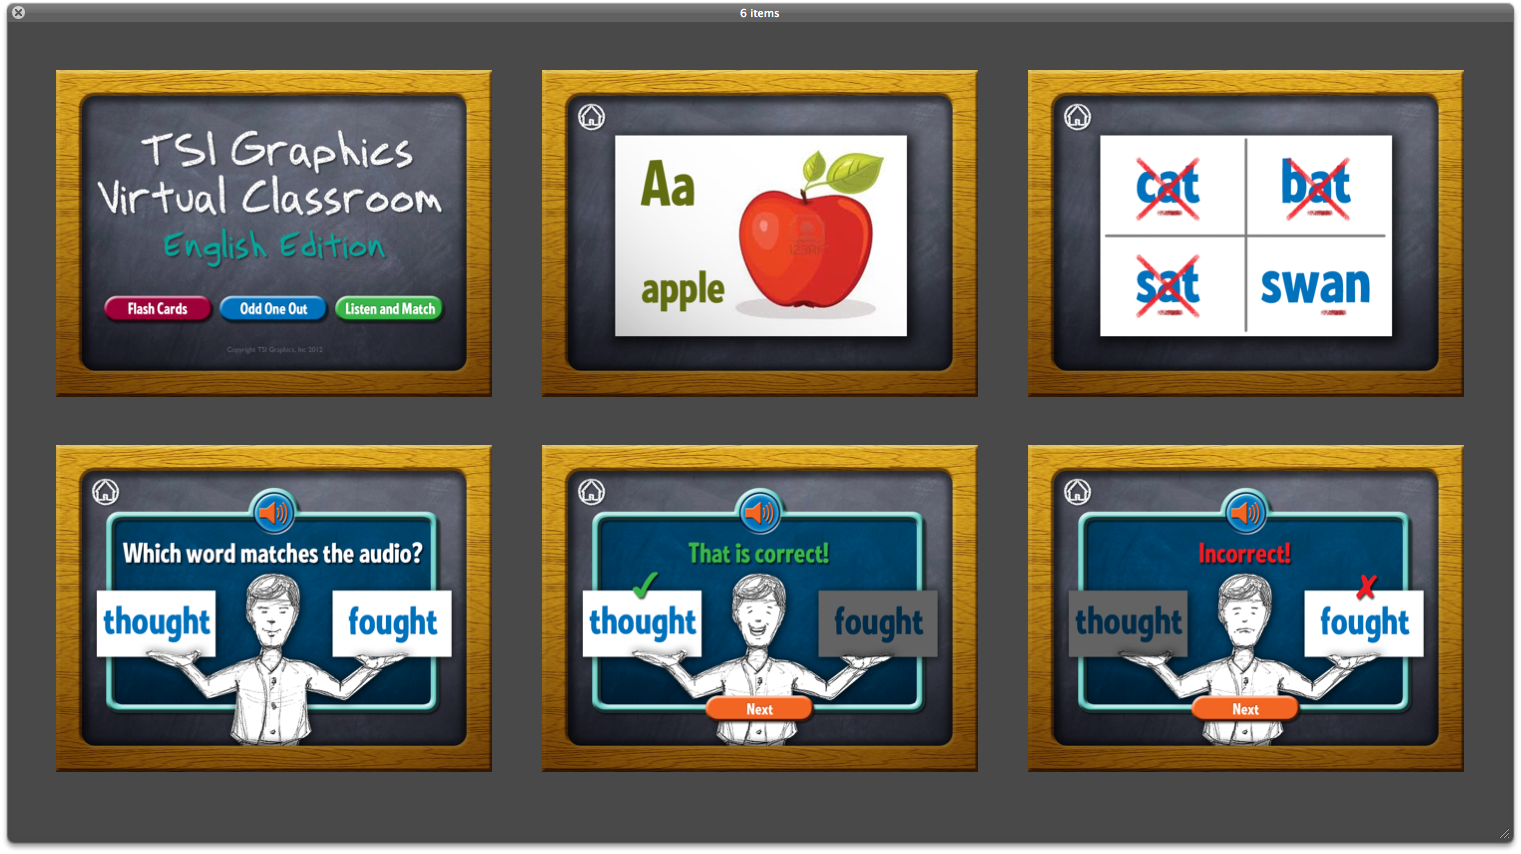 6 items
TSI Graphics
Virtual Classroom
English Edition
Flash Cards
Odd One Out
Listen and Match
Copyright TSI Graphics, Inc 2012
Aa
apple
123RF
cat
bat
sat
swan
Which word matches the audio?
thought
fought
That is correct!
thought
fought
Next
Incorrect!
thought
fought
Next